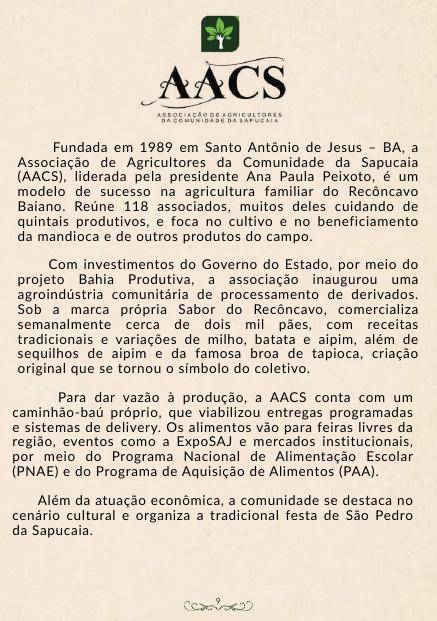 AACS
ASSOCIAÇÃO DE AGRICULTORES
DA COMUNIDADE DA SAPUCAIA
Fundada em 1989 em Santo Antônio de Jesus – BA, a
Associação de Agricultores da Comunidade da Sapucaia
(AACS), liderada pela presidente Ana Paula Peixoto, é um
modelo de sucesso na agricultura familiar do Recôncavo
Baiano. Reúne 118 associados, muitos deles cuidando de
quintais produtivos, e foca no cultivo e no beneficiamento
da mandioca e de outros produtos do campo.
Com investimentos do Governo do Estado, por meio do
projeto Bahia Produtiva, a associação inaugurou uma
agroindústria comunitária de processamento de derivados.
Sob a marca própria Sabor do Recôncavo, comercializa
semanalmente cerca de dois mil pães, com receitas
tradicionais e variações de milho, batata e aipim, além de
sequilhos de aipim e da famosa broa de tapioca, criação
original que se tornou o símbolo do coletivo.
Para dar vazão à produção, a AACS conta com um
caminhão-baú próprio, que viabilizou entregas programadas
e sistemas de delivery. Os alimentos vão para feiras livres da
região, eventos como a ExpoSAJ e mercados institucionais,
por meio do Programa Nacional de Alimentação Escolar
(PNAE) e do Programa de Aquisição de Alimentos (PAA).
Além da atuação econômica, a comunidade se destaca no
cenário cultural e organiza a tradicional festa de São Pedro
da Sapucaia.
9